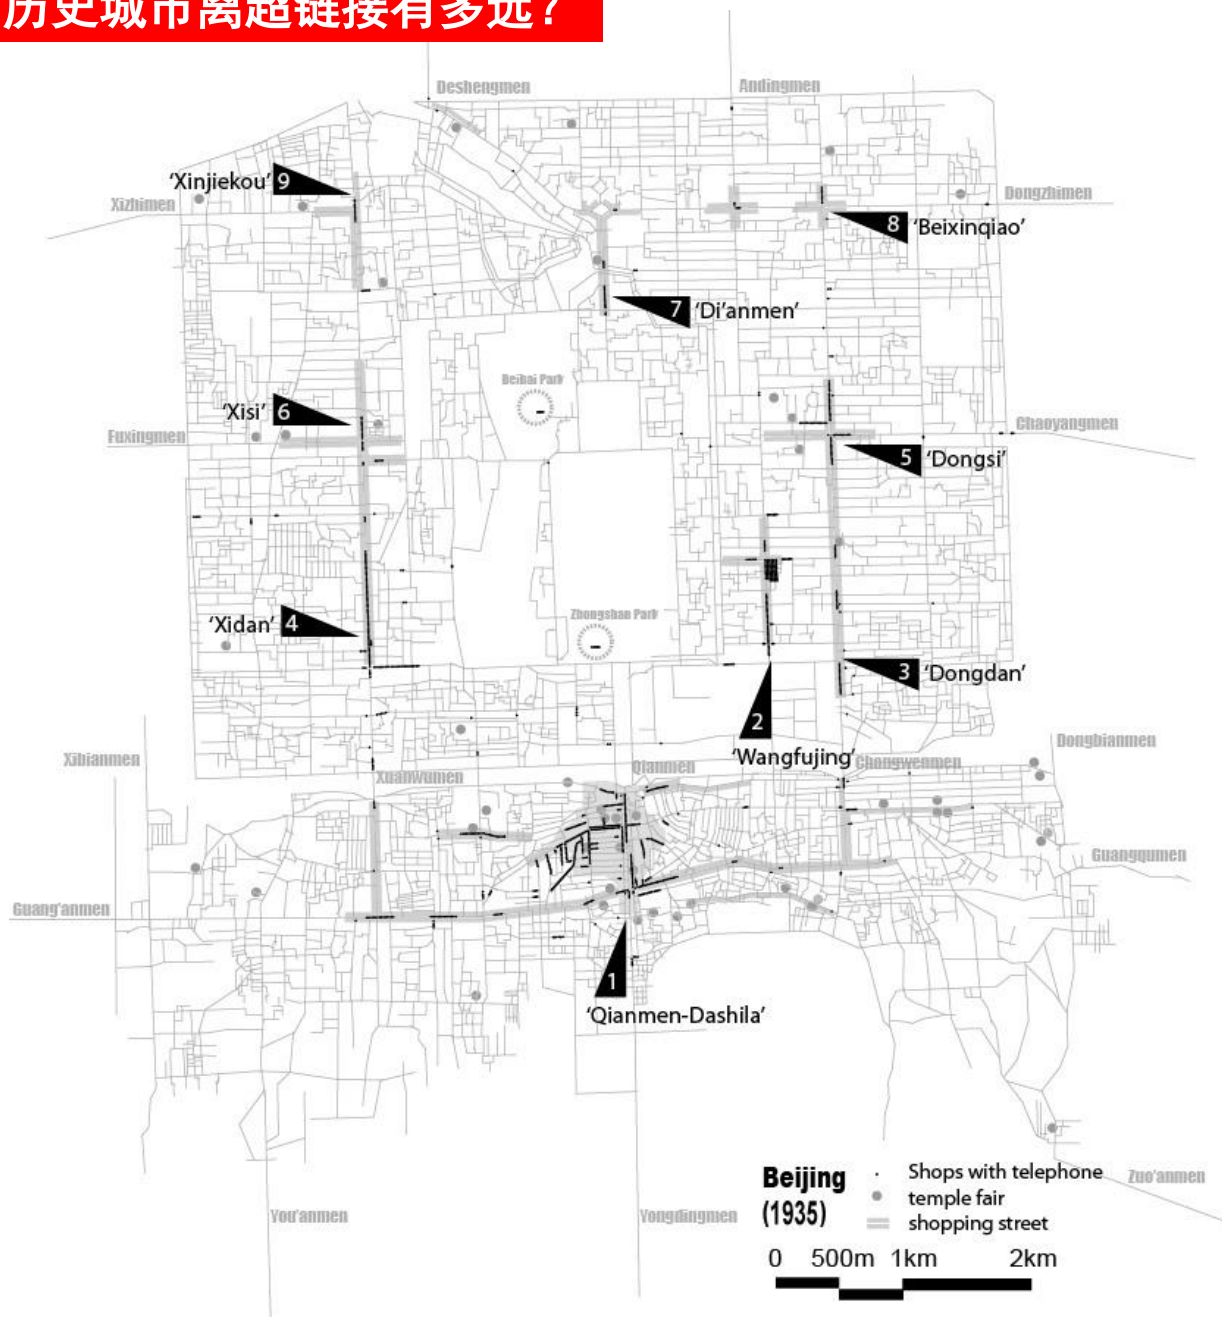 历史城市离超链接有多远？
Deshengmen
Andingmen
'Xinjiekou' 9
Xizhimen
Dongzhimen
8 'Beixinqiao'
7 'Di'anmen'
Beihai Park
'Xisi' 6
Fuxingmen
Chaoyangmen
5 'Dongsi'
Zhongshan Park
'Xidan' 4
3 'Dongdan'
2
'Wangfujing'
Xibianmen
Dongbianmen
Xuanwumen
Qianmen
Chongwenmen
Guangqumen
Guang'anmen
1
'Qianmen-Dashila'
Beijing
(1935)
Shops with telephone
temple fair
shopping street
Zuo'anmen
You'anmen
Yongdingmen
0 500m 1km 2km